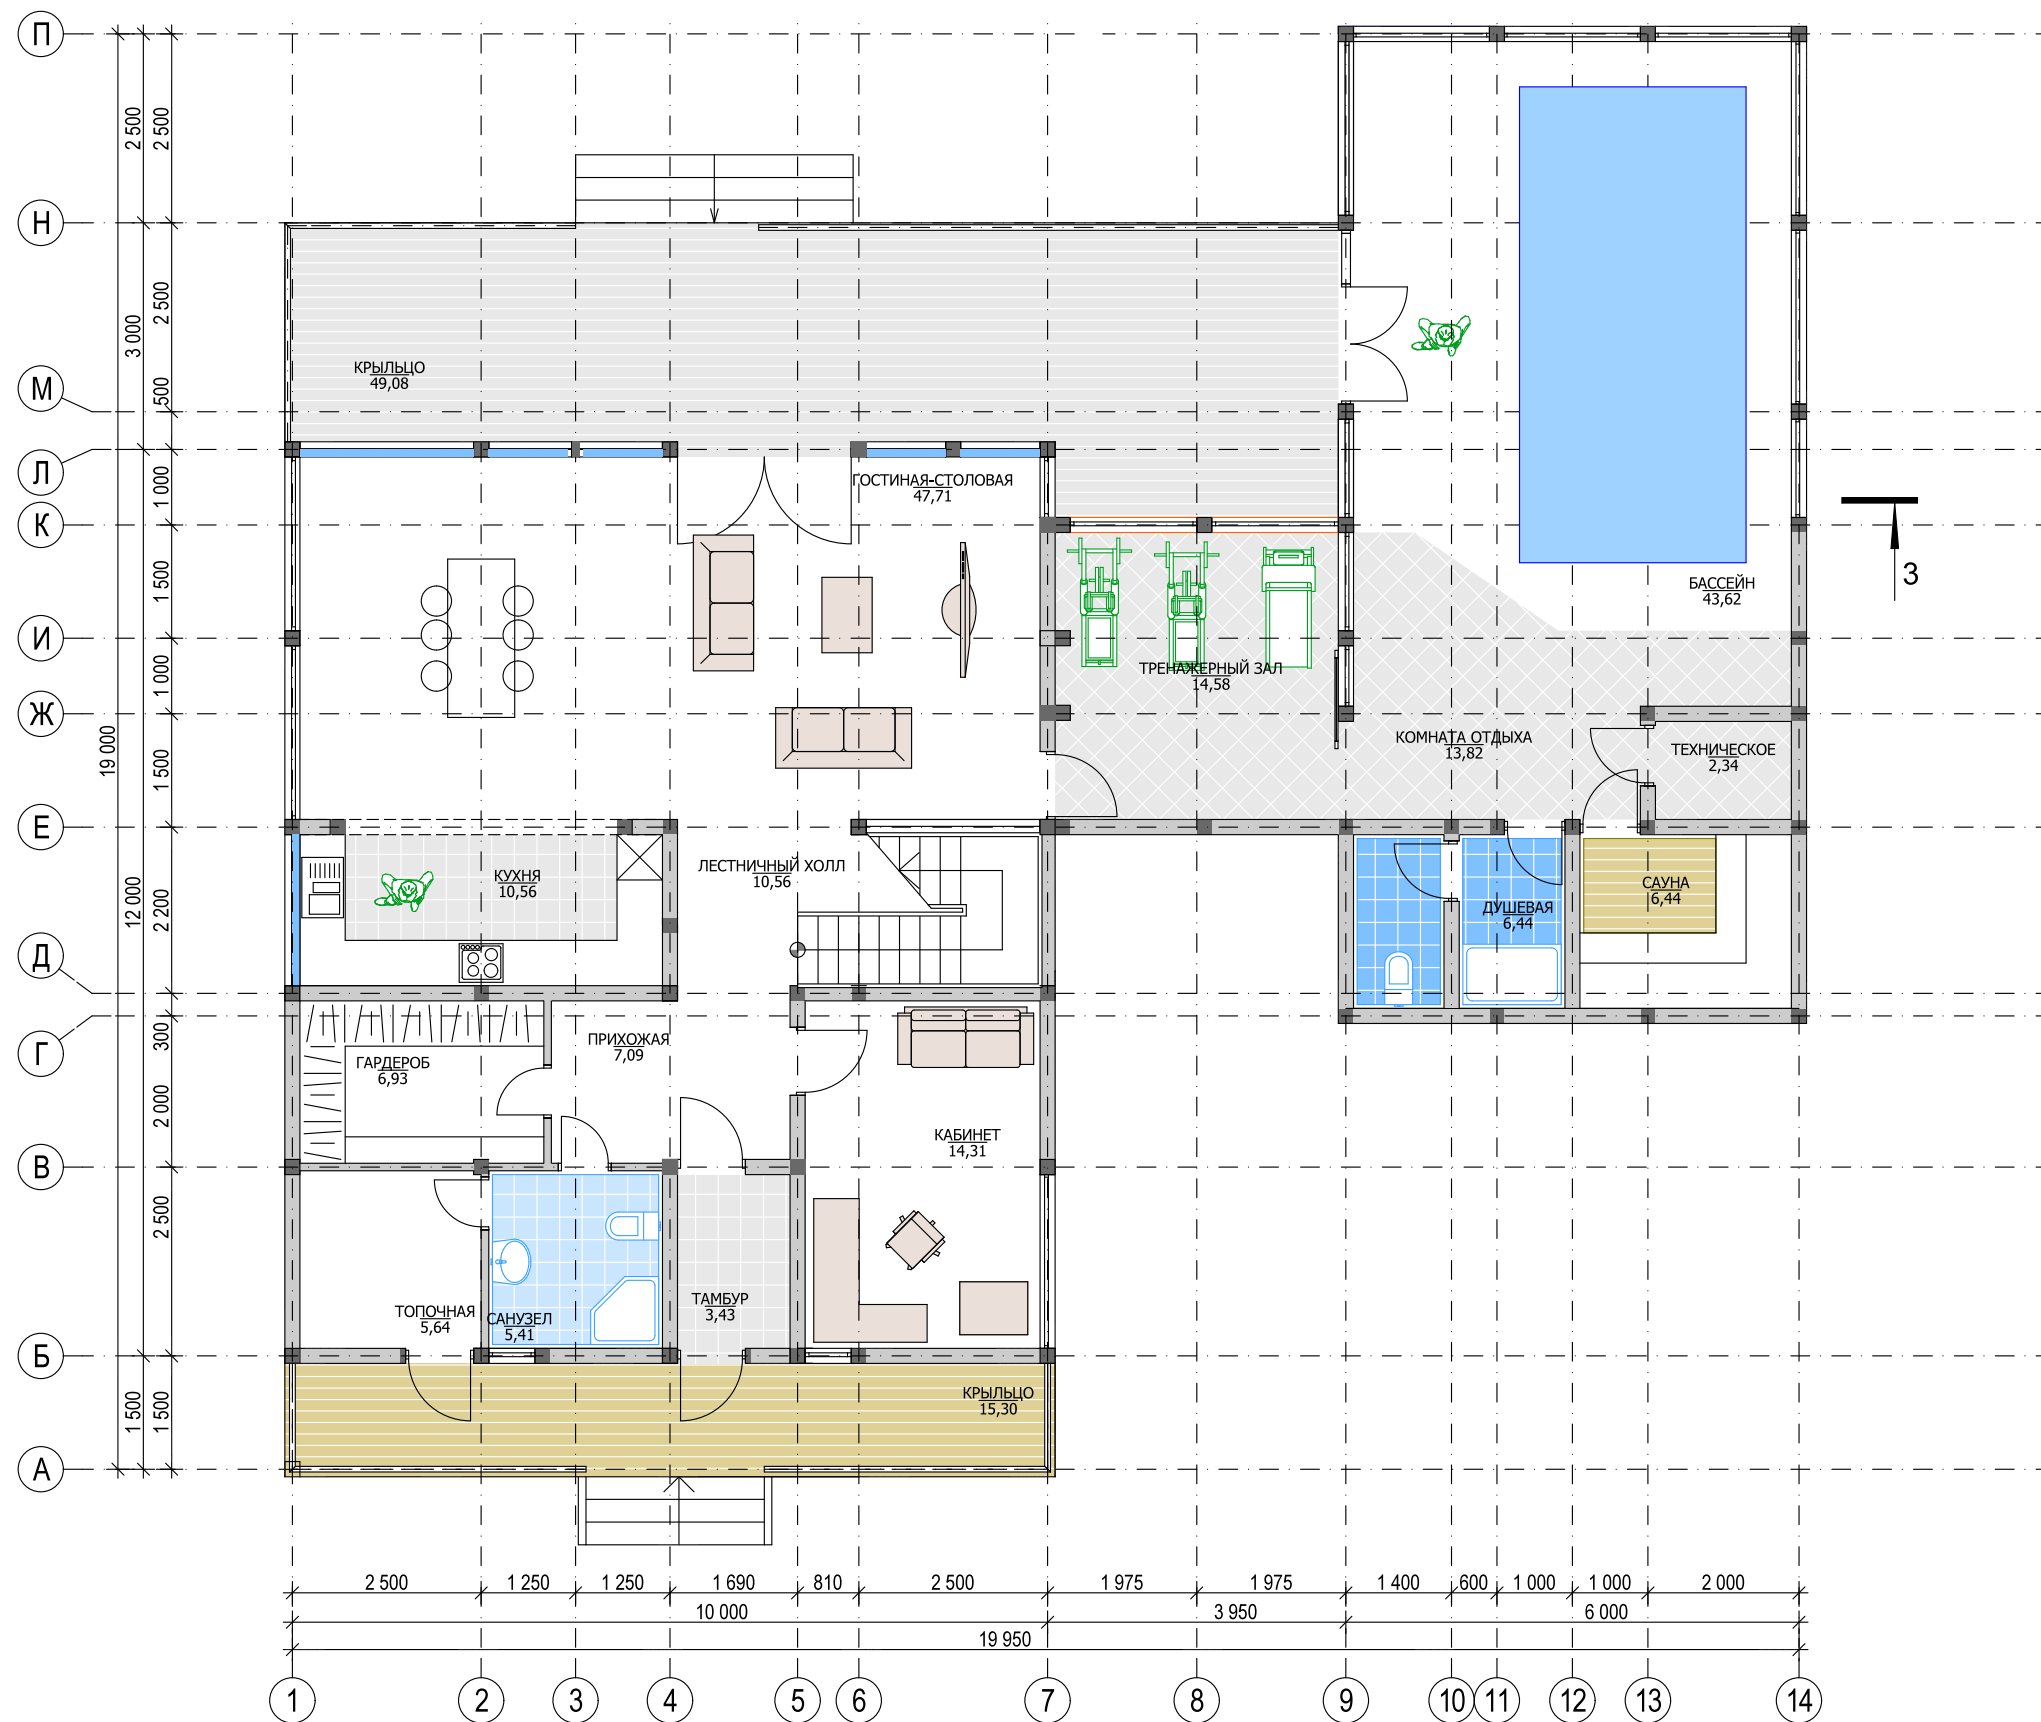 П
Н
М
Л
К
И
Ж
Е
Д
Г
В
Б
А
2 500
3 000
12 000
1 500
19 000
2 500
2 500
500
1 000
1 500
1 000
1 500
2 200
300
2 000
2 500
1 500
КРЫЛЬЦО
49,08
ГОСТИНАЯ-СТОЛОВАЯ
47,71
БАССЕЙН
43,62
3
ТРЕНАЖЕРНЫЙ ЗАЛ
14,58
КОМНАТА ОТДЫХА
13,82
ТЕХНИЧЕСКОЕ
2,34
КУХНЯ
10,56
ЛЕСТНИЧНЫЙ ХОЛЛ
10,56
САУНА
6,44
ДУШЕВАЯ
6,44
ПРИХОЖАЯ
7,09
ГАРДЕРОБ
6,93
КАБИНЕТ
14,31
ТОПОЧНАЯ
5,64
САНУЗЕЛ
5,41
ТАМБУР
3,43
КРЫЛЬЦО
15,30
2 500 1 250 1 250 1 690 810 2 500 1 975 1 975 1 400 600 1 000 1 000 2 000
10 000 3 950 6 000
19 950
1 2 3 4 5 6 7 8 9 10 11 12 13 14